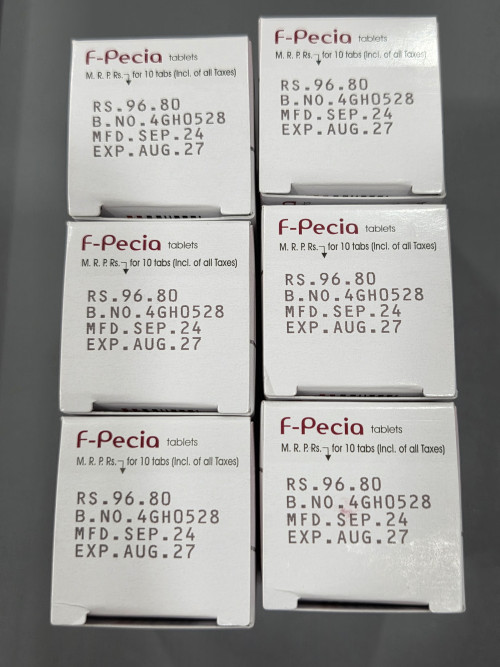 F-Pecia tablets
M. R. P. Rs. for 10 tabs (Incl. of all Taxes)
RS.96.80
B.NO.4GH0528
MFD.SEP.24
EXP.AUG.27
F-Pecia tablets
M. R. P. Rs. for 10 tabs (Incl. of all Taxes)
RS.96.80
B.NO.4GH0528
MFD.SEP.24
EXP.AUG.27
F-Pecia tablets
M. R. P. Rs. for 10 tabs (Incl. of all Taxes)
RS.96.80
B.NO.4GH0528
MFD.SEP.24
EXP.AUG.27
F-Pecia tablets
M. R. P. Rs. for 10 tabs (Incl. of all Taxes)
RS.96.80
B.NO.4GH0528
MFD.SEP.24
EXP.AUG.27
F-Pecia tablets
M. R. P. Rs. for 10 tabs (Incl. of all Taxes)
RS.96.80
B.NO.4GH0528
MFD.SEP.24
EXP.AUG.27
F-Pecia tablets
M. R. P. Rs. for 10 tabs (Incl. of all Taxes)
RS.96.80
B.NO.4GH0528
MFD.SEP.24
EXP.AUG.27